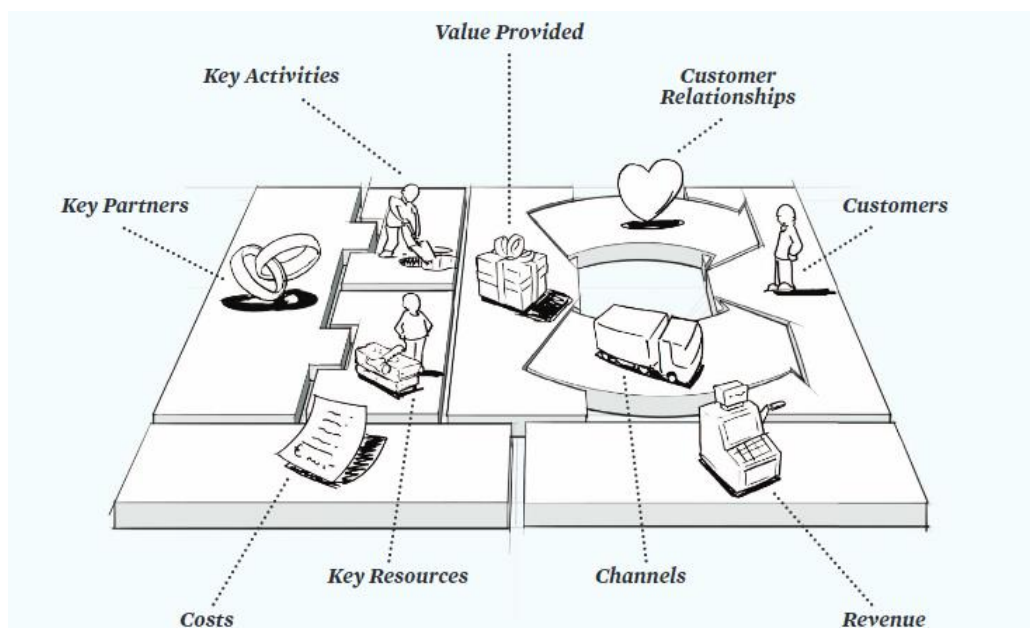 Value Provided
Key Activities
Customer
Relationships
Key Partners
Customers
Key Resources
Channels
Costs
Revenue